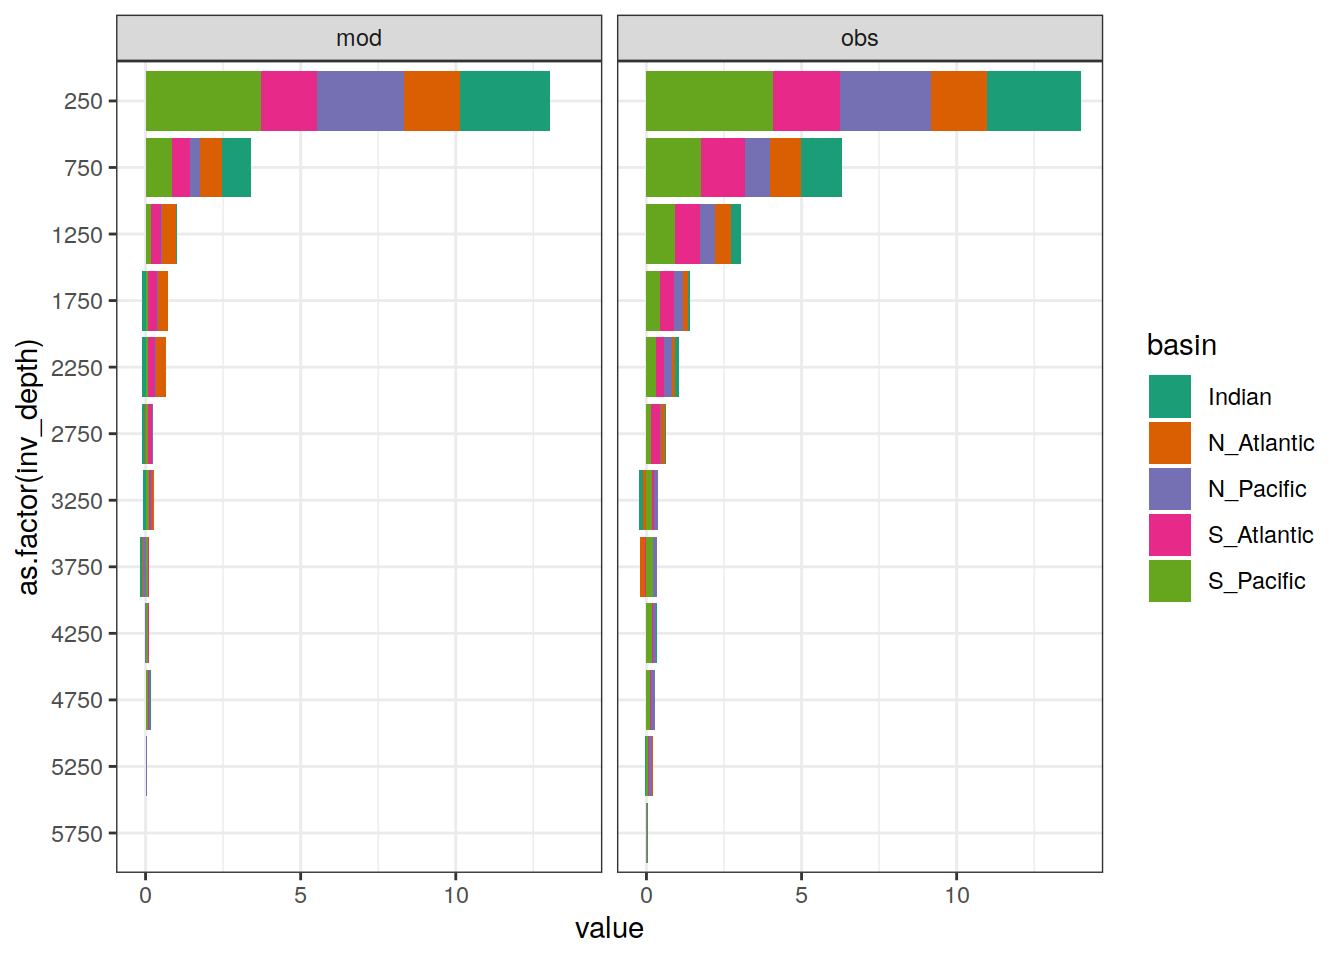 mod
obs
250
750
1250
1750
2250
2750
3250
3750
4250
4750
5250
5750
as.factor(inv_depth)
0
5
10
0
5
10
value
basin
Indian
N_Atlantic
N_Pacific
S_Atlantic
S_Pacific